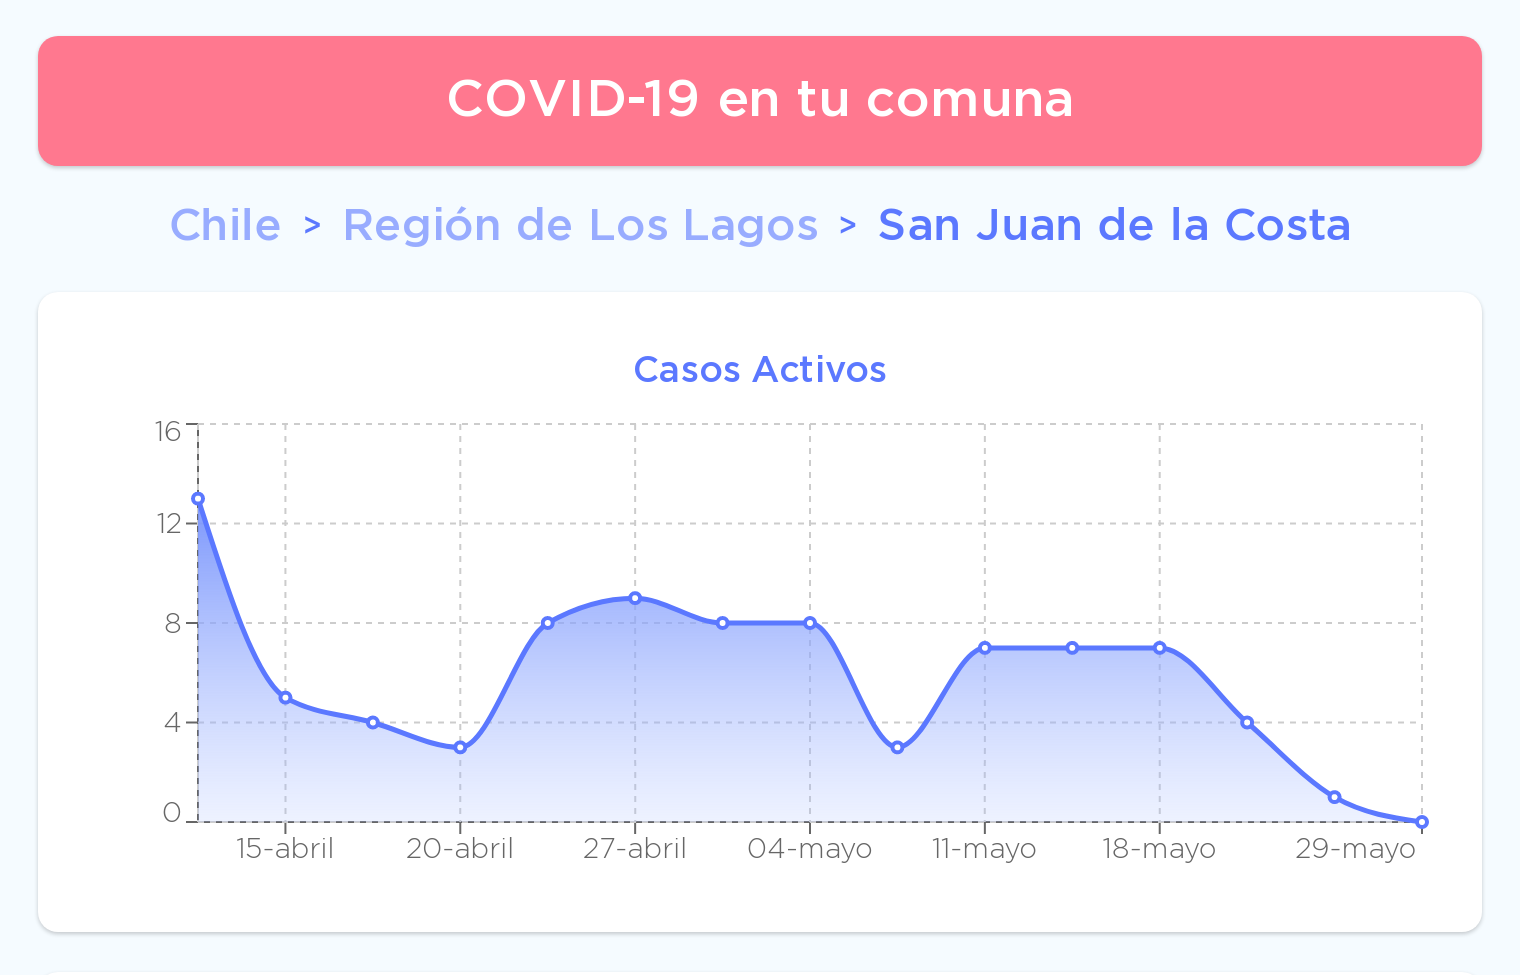 COVID-19 en tu comuna
Chile > Región de Los Lagos > San Juan de la Costa
Casos Activos
16
12
8
4
0
15-abril 20-abril 27-abril 04-mayo 11-mayo 18-mayo 29-mayo